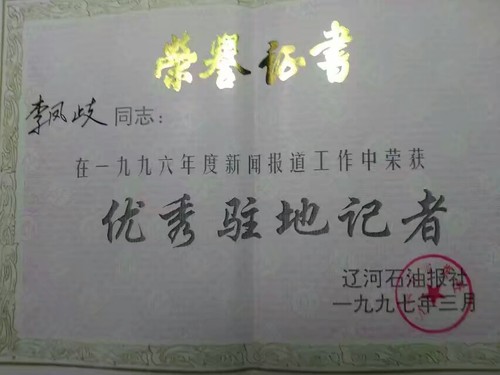 荣誉证书
李凤岐同志：
在一九九六年度新闻报道工作中荣获
优秀驻地记者
辽河石油报社
一九九七年三月